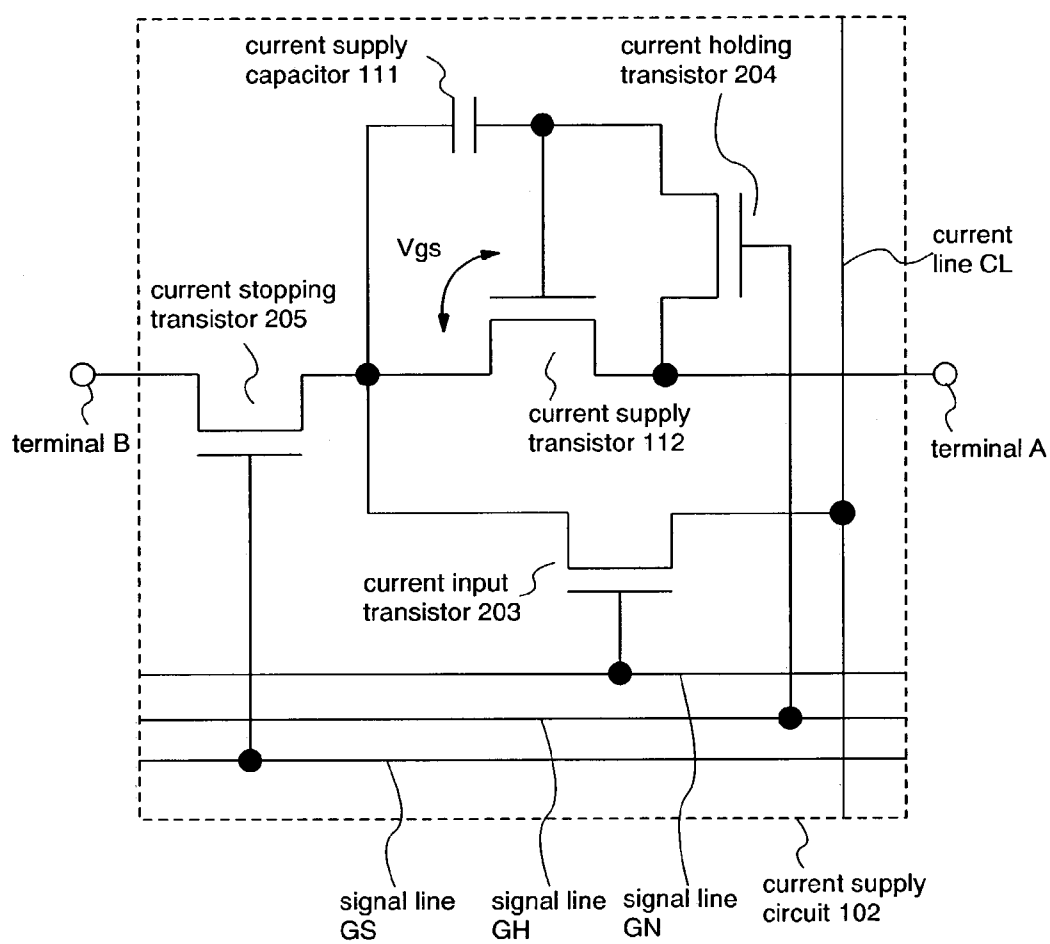 current supply
capacitor 111
current holding
transistor 204
Vgs
current
line CL
current stopping
transistor 205
terminal B
current supply
transistor 112
terminal A
current input
transistor 203
signal line
GS
signal line
GH
signal line
GN
current supply
circuit 102